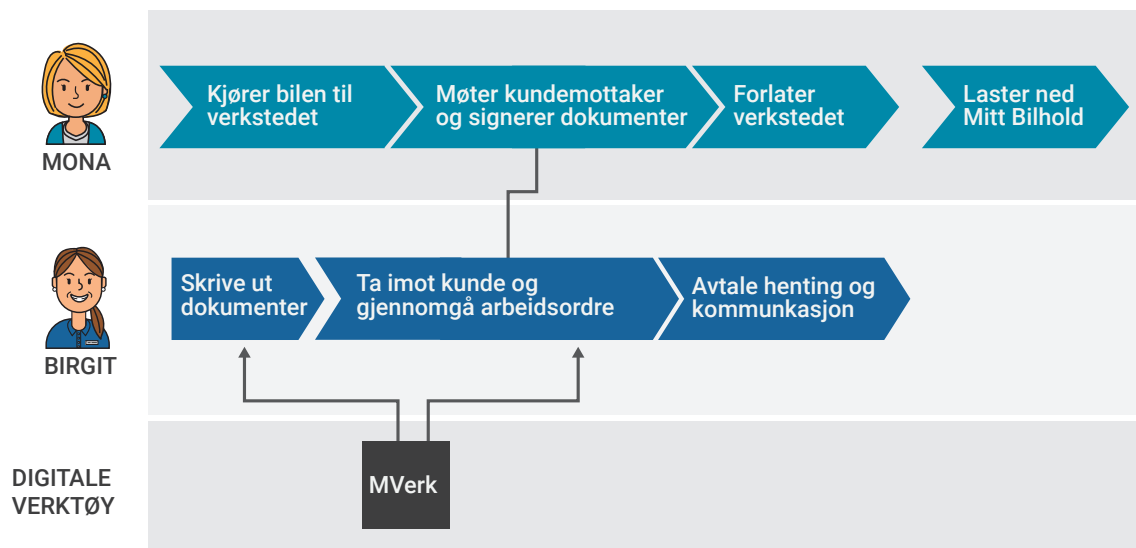 Kjører bilen til
verkstedet
Møter kundemottaker
og signerer dokumenter
Forlater
verkstedet
Laster ned
Mitt Bilhold
MONA
Skrive ut
dokumenter
Ta imot kunde og
gjennomgå arbeidsordre
Avtale henting og
kommunkasjon
BIRGIT
DIGITALE
VERKTØY
MVerk